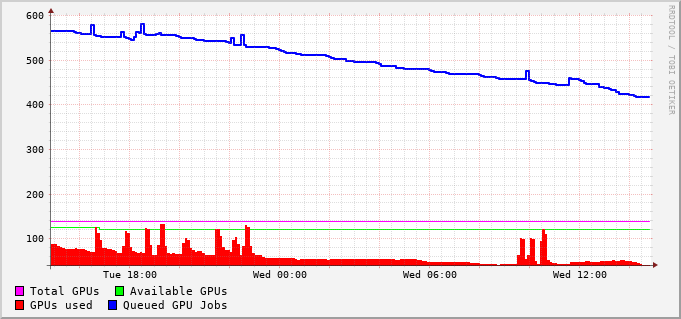 600
500
400
300
200
100
Tue 18:00 Wed 00:00 Wed 06:00 Wed 12:00
Total GPUs Available GPUs
GPUs used Queued GPU Jobs
RRDTOOL / TOBI OETIKER